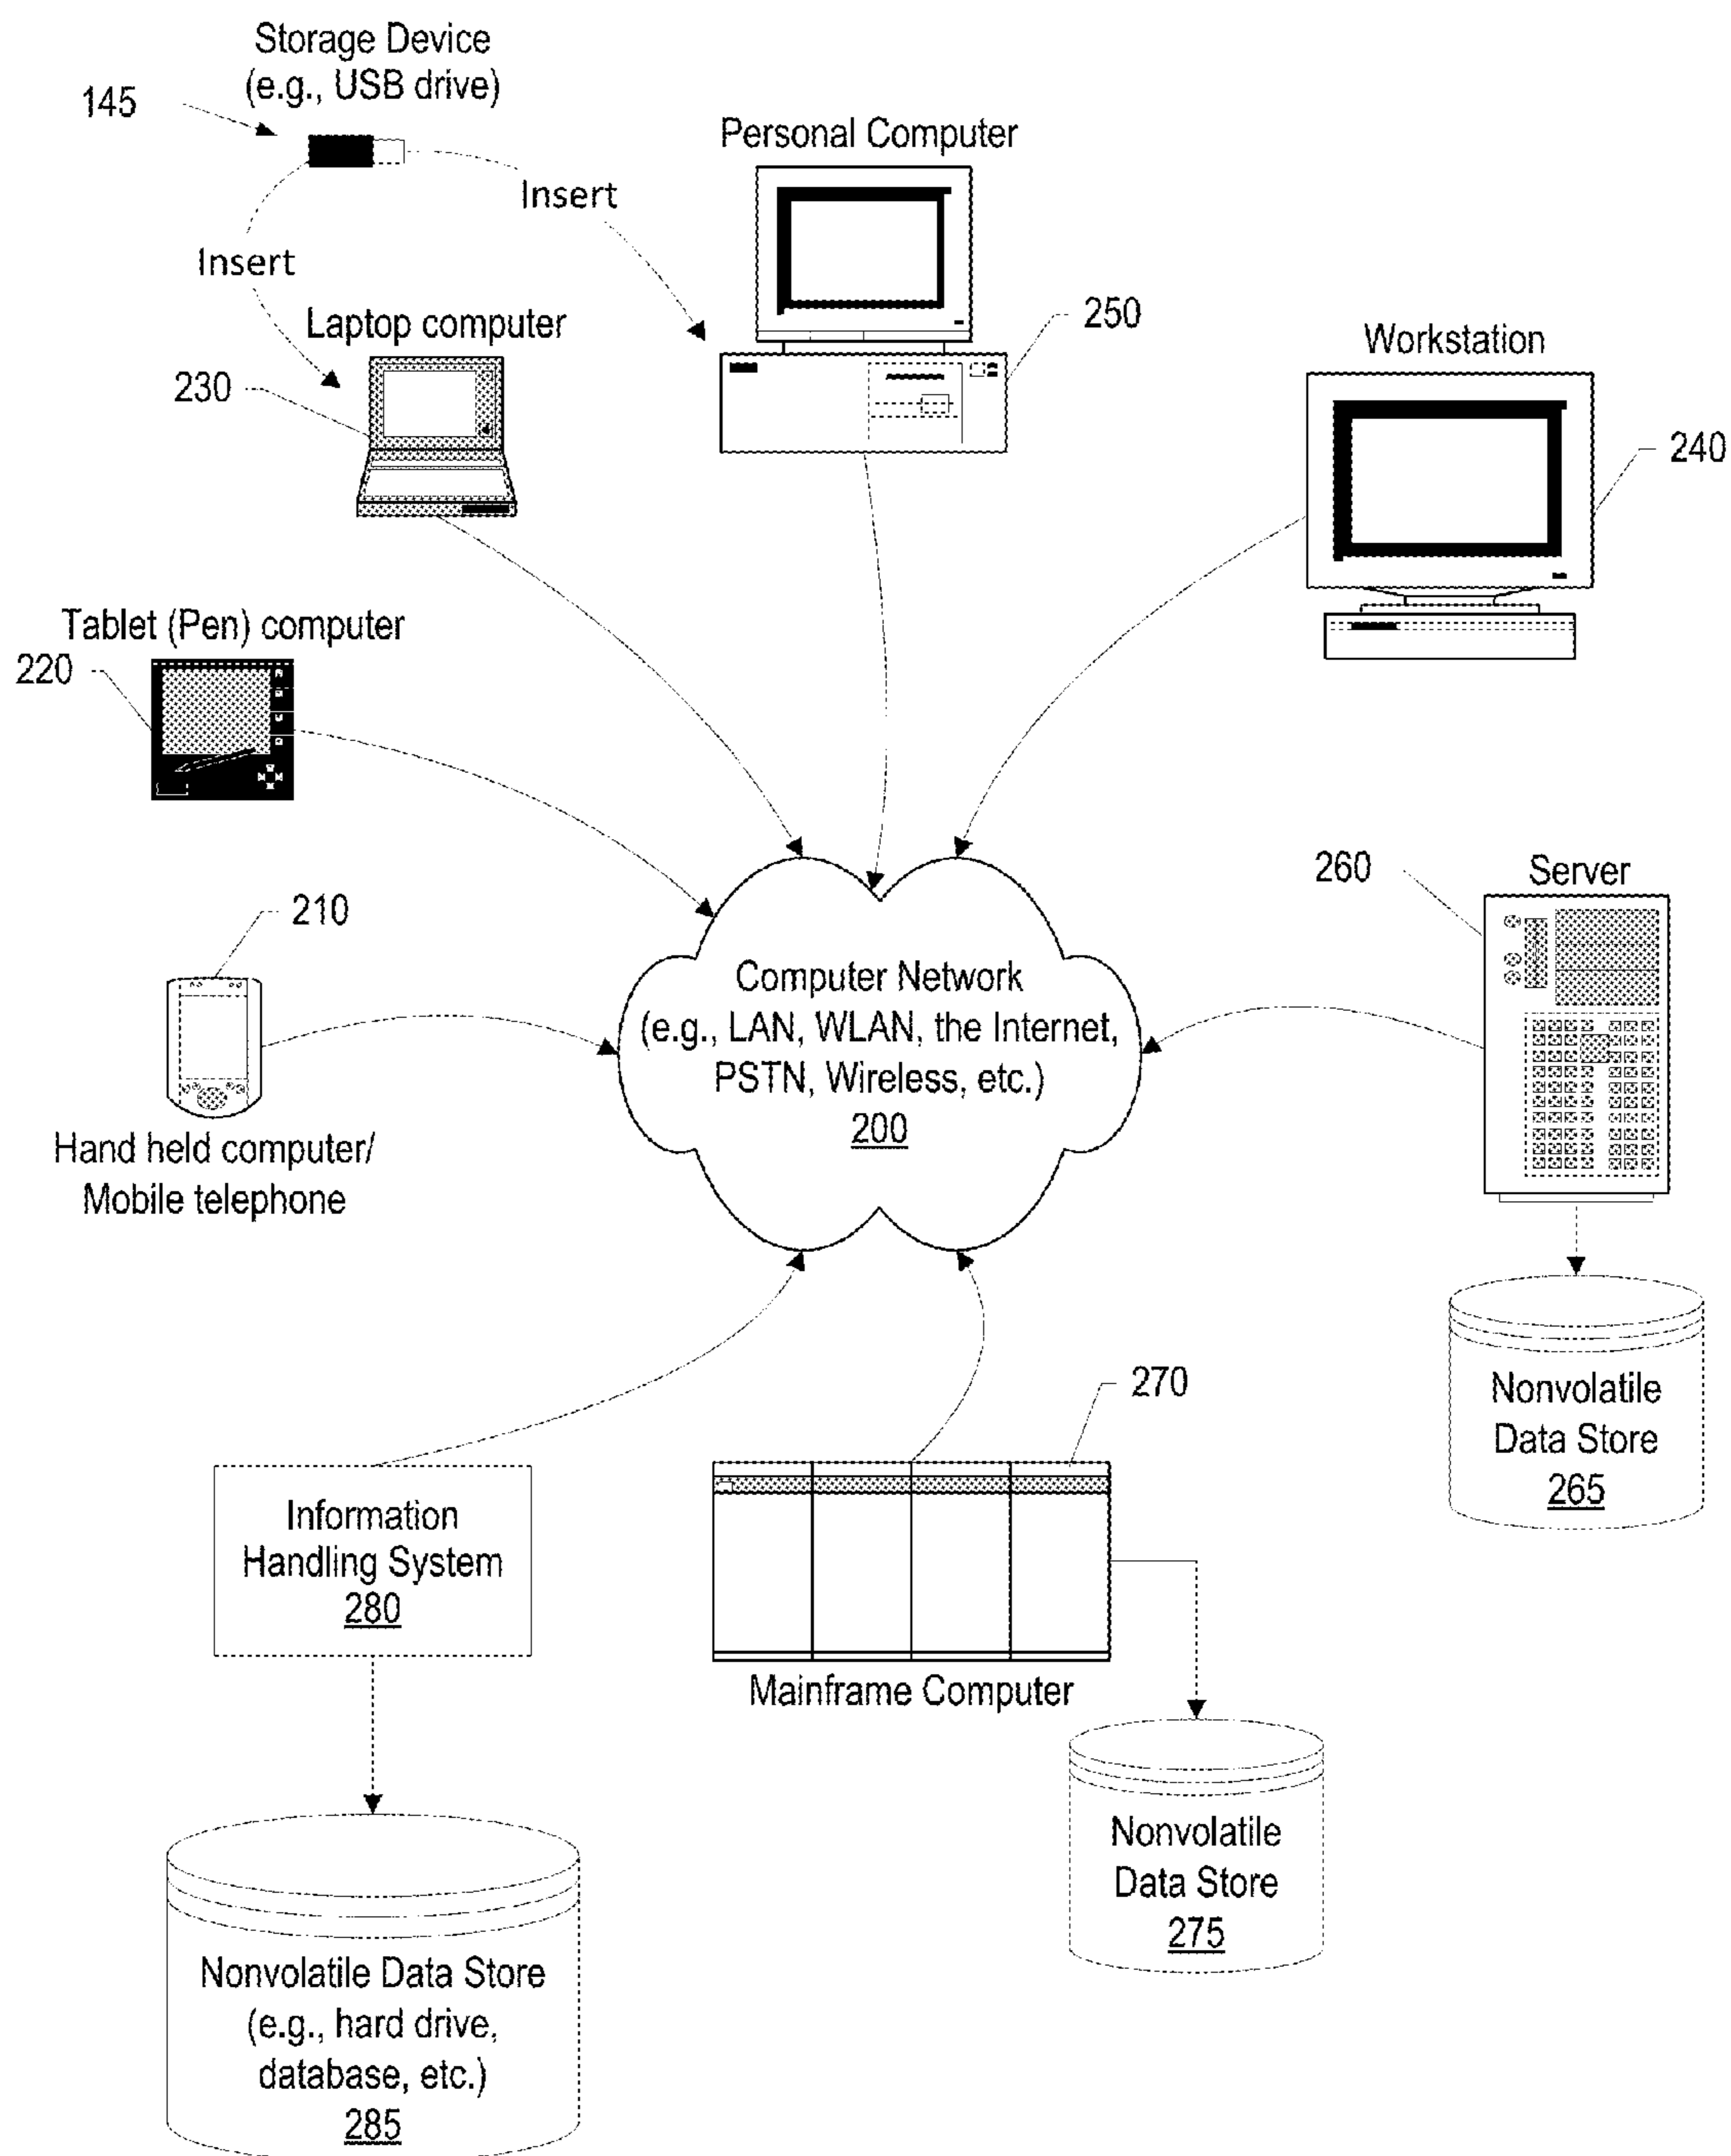 Storage Device
(e.g., USB drive)
145
Insert
Insert
Personal Computer
250
Laptop computer
230
Workstation
240
Tablet (Pen) computer
220
210
Hand held computer/
Mobile telephone
Computer Network
(e.g., LAN, WLAN, the Internet,
PSTN, Wireless, etc.)
200
260
Server
Nonvolatile
Data Store
265
270
Mainframe Computer
Nonvolatile
Data Store
275
Information
Handling System
280
Nonvolatile Data Store
(e.g., hard drive,
database, etc.)
285